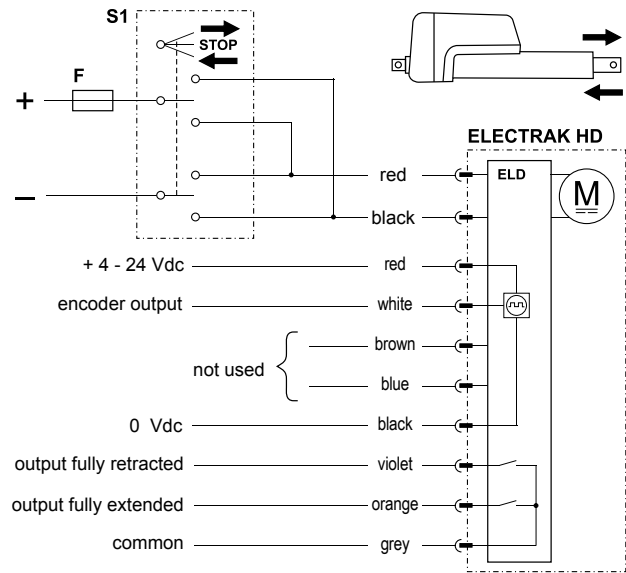 S1
STOP
F
+
–
ELECTRAK HD
ELD
M
red
black
+ 4 - 24 Vdc red
encoder output white
not used
brown
blue
0 Vdc black
output fully retracted violet
output fully extended orange
common grey